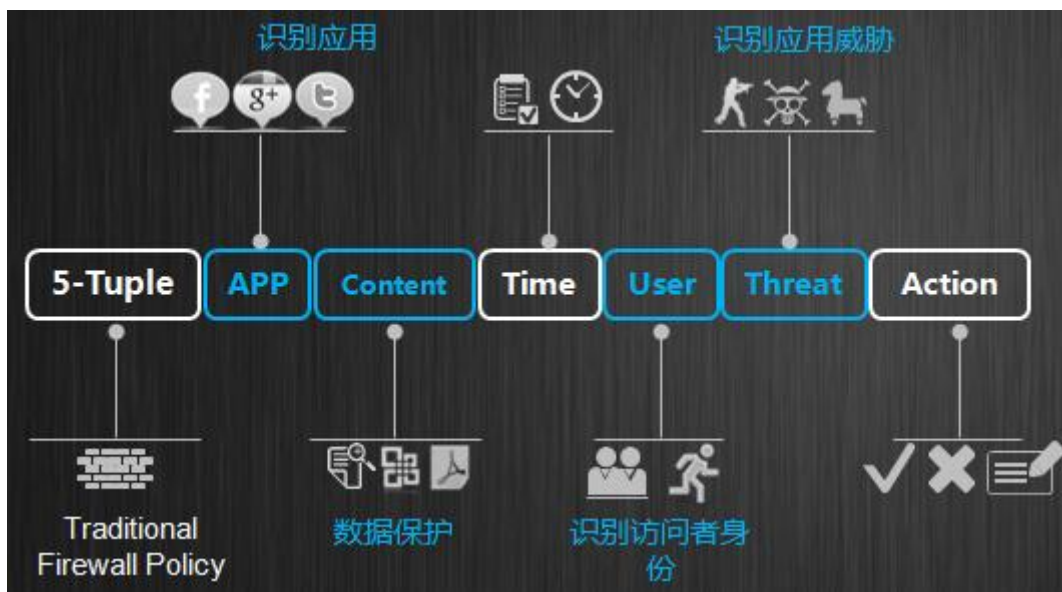 识别应用
识别应用威胁
f
g+
t
5-Tuple
APP
Content
Time
User
Threat
Action
Traditional
Firewall Policy
数据保护
识别访问者身
份